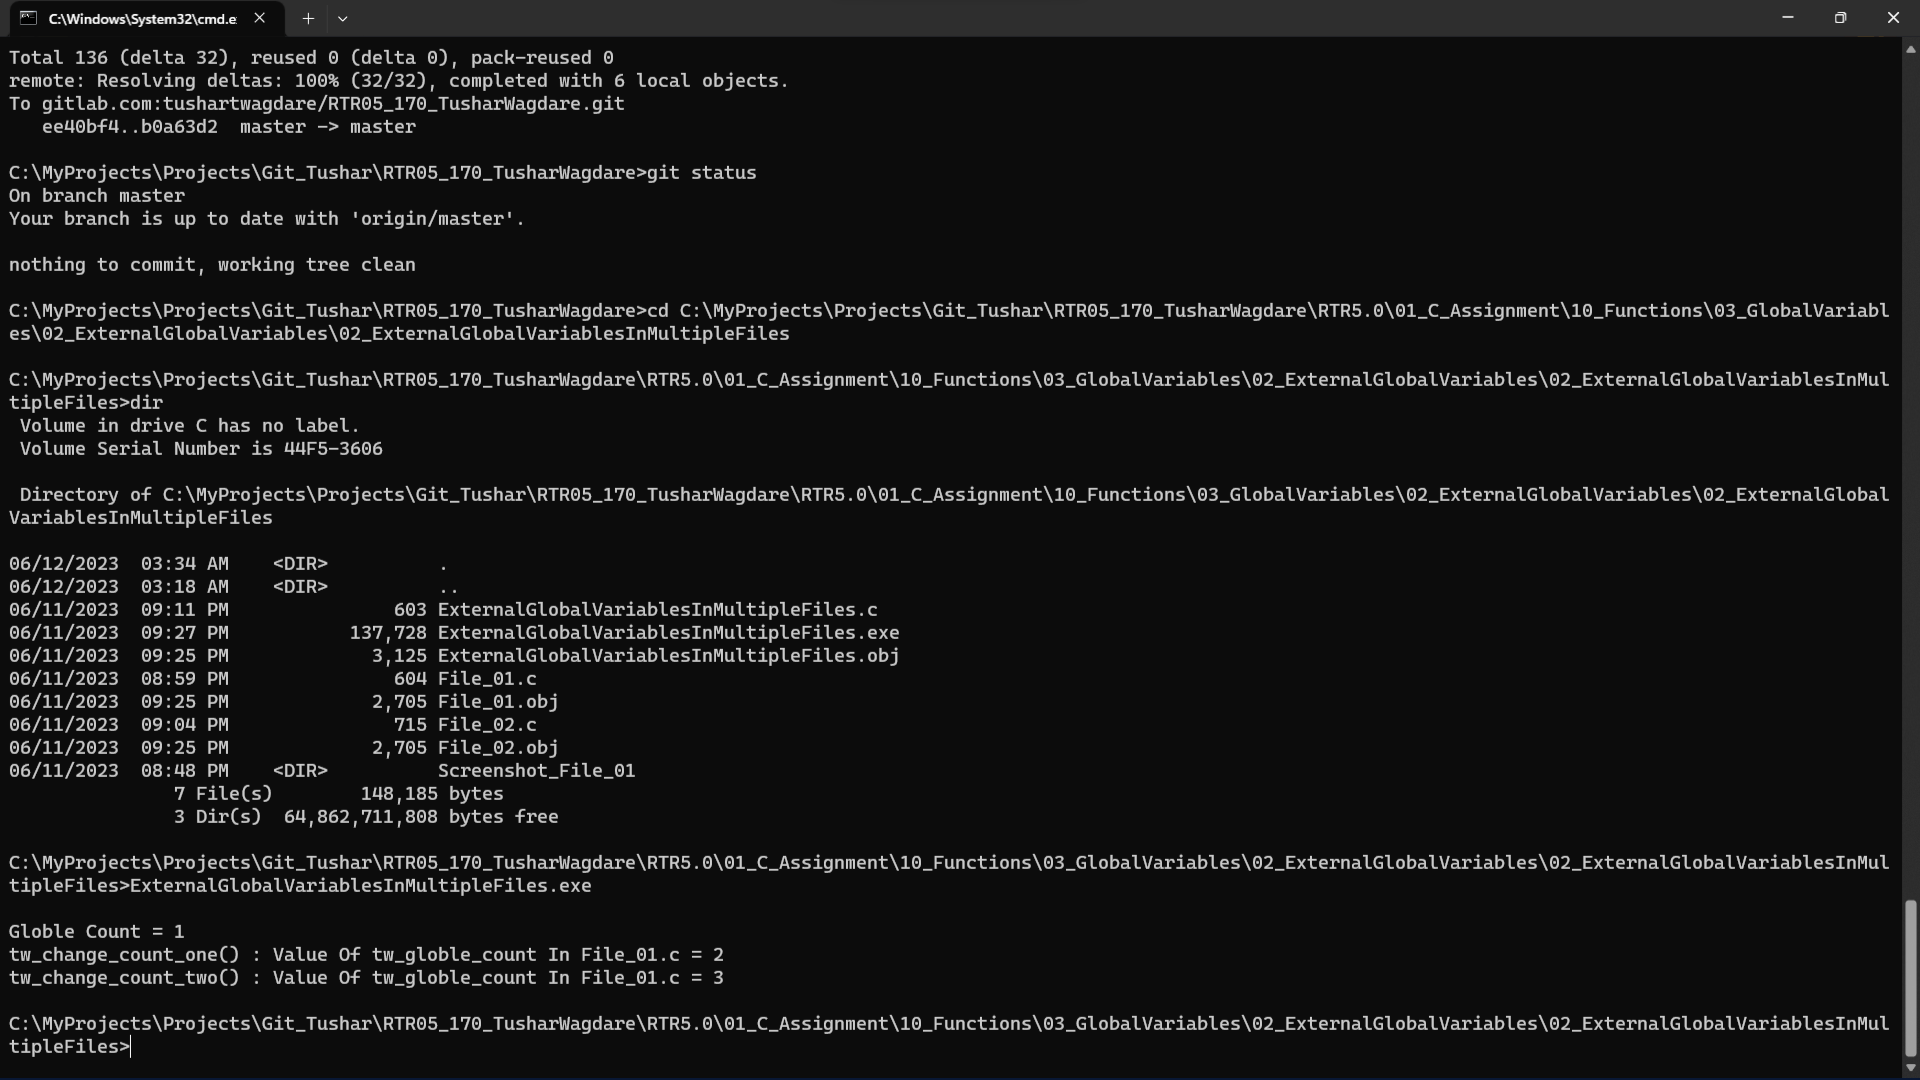 C:\Windows\System32\cmd.e
Total 136 (delta 32), reused 0 (delta 0), pack-reused 0
remote: Resolving deltas: 100% (32/32), completed with 6 local objects.
To gitlab.com:tushartwagdare/RTR05_170_TusharWagdare.git
   ee40bf4..b0a63d2  master -> master
C:\MyProjects\Projects\Git_Tushar\RTR05_170_TusharWagdare>git status
On branch master
Your branch is up to date with 'origin/master'.
nothing to commit, working tree clean
C:\MyProjects\Projects\Git_Tushar\RTR05_170_TusharWagdare>cd C:\MyProjects\Projects\Git_Tushar\RTR05_170_TusharWagdare\RTR5.0\01_C_Assignment\10_Functions\03_GlobalVariabl
es\02_ExternalGlobalVariables\02_ExternalGlobalVariablesInMultipleFiles
C:\MyProjects\Projects\Git_Tushar\RTR05_170_TusharWagdare\RTR5.0\01_C_Assignment\10_Functions\03_GlobalVariables\02_ExternalGlobalVariables\02_ExternalGlobalVariablesInMul
tipleFiles>dir
 Volume in drive C has no label.
 Volume Serial Number is 44F5-3606
 Directory of C:\MyProjects\Projects\Git_Tushar\RTR05_170_TusharWagdare\RTR5.0\01_C_Assignment\10_Functions\03_GlobalVariables\02_ExternalGlobalVariables\02_ExternalGlobal
VariablesInMultipleFiles
06/12/2023  03:34 AM    <DIR>          .
06/12/2023  03:18 AM    <DIR>          ..
06/11/2023  09:11 PM               603 ExternalGlobalVariablesInMultipleFiles.c
06/11/2023  09:27 PM           137,728 ExternalGlobalVariablesInMultipleFiles.exe
06/11/2023  09:25 PM             3,125 ExternalGlobalVariablesInMultipleFiles.obj
06/11/2023  08:59 PM               604 File_01.c
06/11/2023  09:25 PM             2,705 File_01.obj
06/11/2023  09:04 PM               715 File_02.c
06/11/2023  09:25 PM             2,705 File_02.obj
06/11/2023  08:48 PM    <DIR>          Screenshot_File_01
               7 File(s)        148,185 bytes
               3 Dir(s)  64,862,711,808 bytes free
C:\MyProjects\Projects\Git_Tushar\RTR05_170_TusharWagdare\RTR5.0\01_C_Assignment\10_Functions\03_GlobalVariables\02_ExternalGlobalVariables\02_ExternalGlobalVariablesInMul
tipleFiles>ExternalGlobalVariablesInMultipleFiles.exe
Globle Count = 1
tw_change_count_one() : Value Of tw_globle_count In File_01.c = 2
tw_change_count_two() : Value Of tw_globle_count In File_01.c = 3
C:\MyProjects\Projects\Git_Tushar\RTR05_170_TusharWagdare\RTR5.0\01_C_Assignment\10_Functions\03_GlobalVariables\02_ExternalGlobalVariables\02_ExternalGlobalVariablesInMul
tipleFiles>